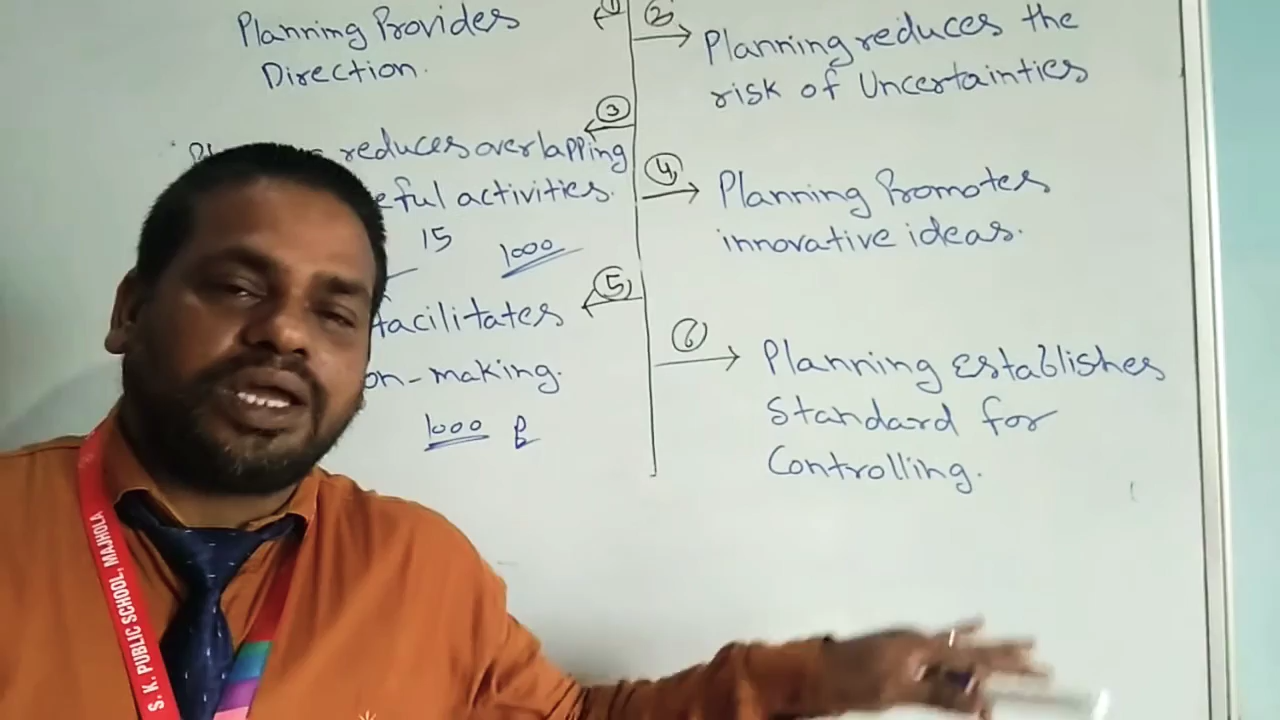 Planning Provides
Direction.
①
②
Planning reduces the
risk of Uncertainties
③
reduces overlapping
eful activities.
15
1000
④
Planning Promotes
innovative ideas.
⑤
facilitates
on-making.
1000
⑥
Planning Establishes
Standard for
Controlling.
S. K. PUBLIC SCHOOL, MAJHOLA